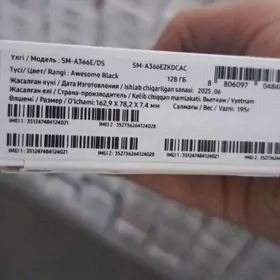 Үлгі / Модель : SM-A366E/DS SM-A366EZKDCAC
Түсі/ Цвет/ Rangi : Awesome Black 128 ГБ
8 806097
Жасалған күні / Дата Изготовления / Ishlab chiqarilgan sanasi: 2025.06
Жасалған елі / Страна-производитель / Kelib chiqqan mamlakati: Вьетнам / Vyetnam
Өлшемі / Размер / O'lchami: 162,9 x 78,2 x 7,4 мм Салмағы / Вес / Vazni: 195г
IMEI 1 : 351247484124021 IMEI 2 : 352736264124028
IMEI 1 : 351247484124021 IMEI 2 : 352736264124028